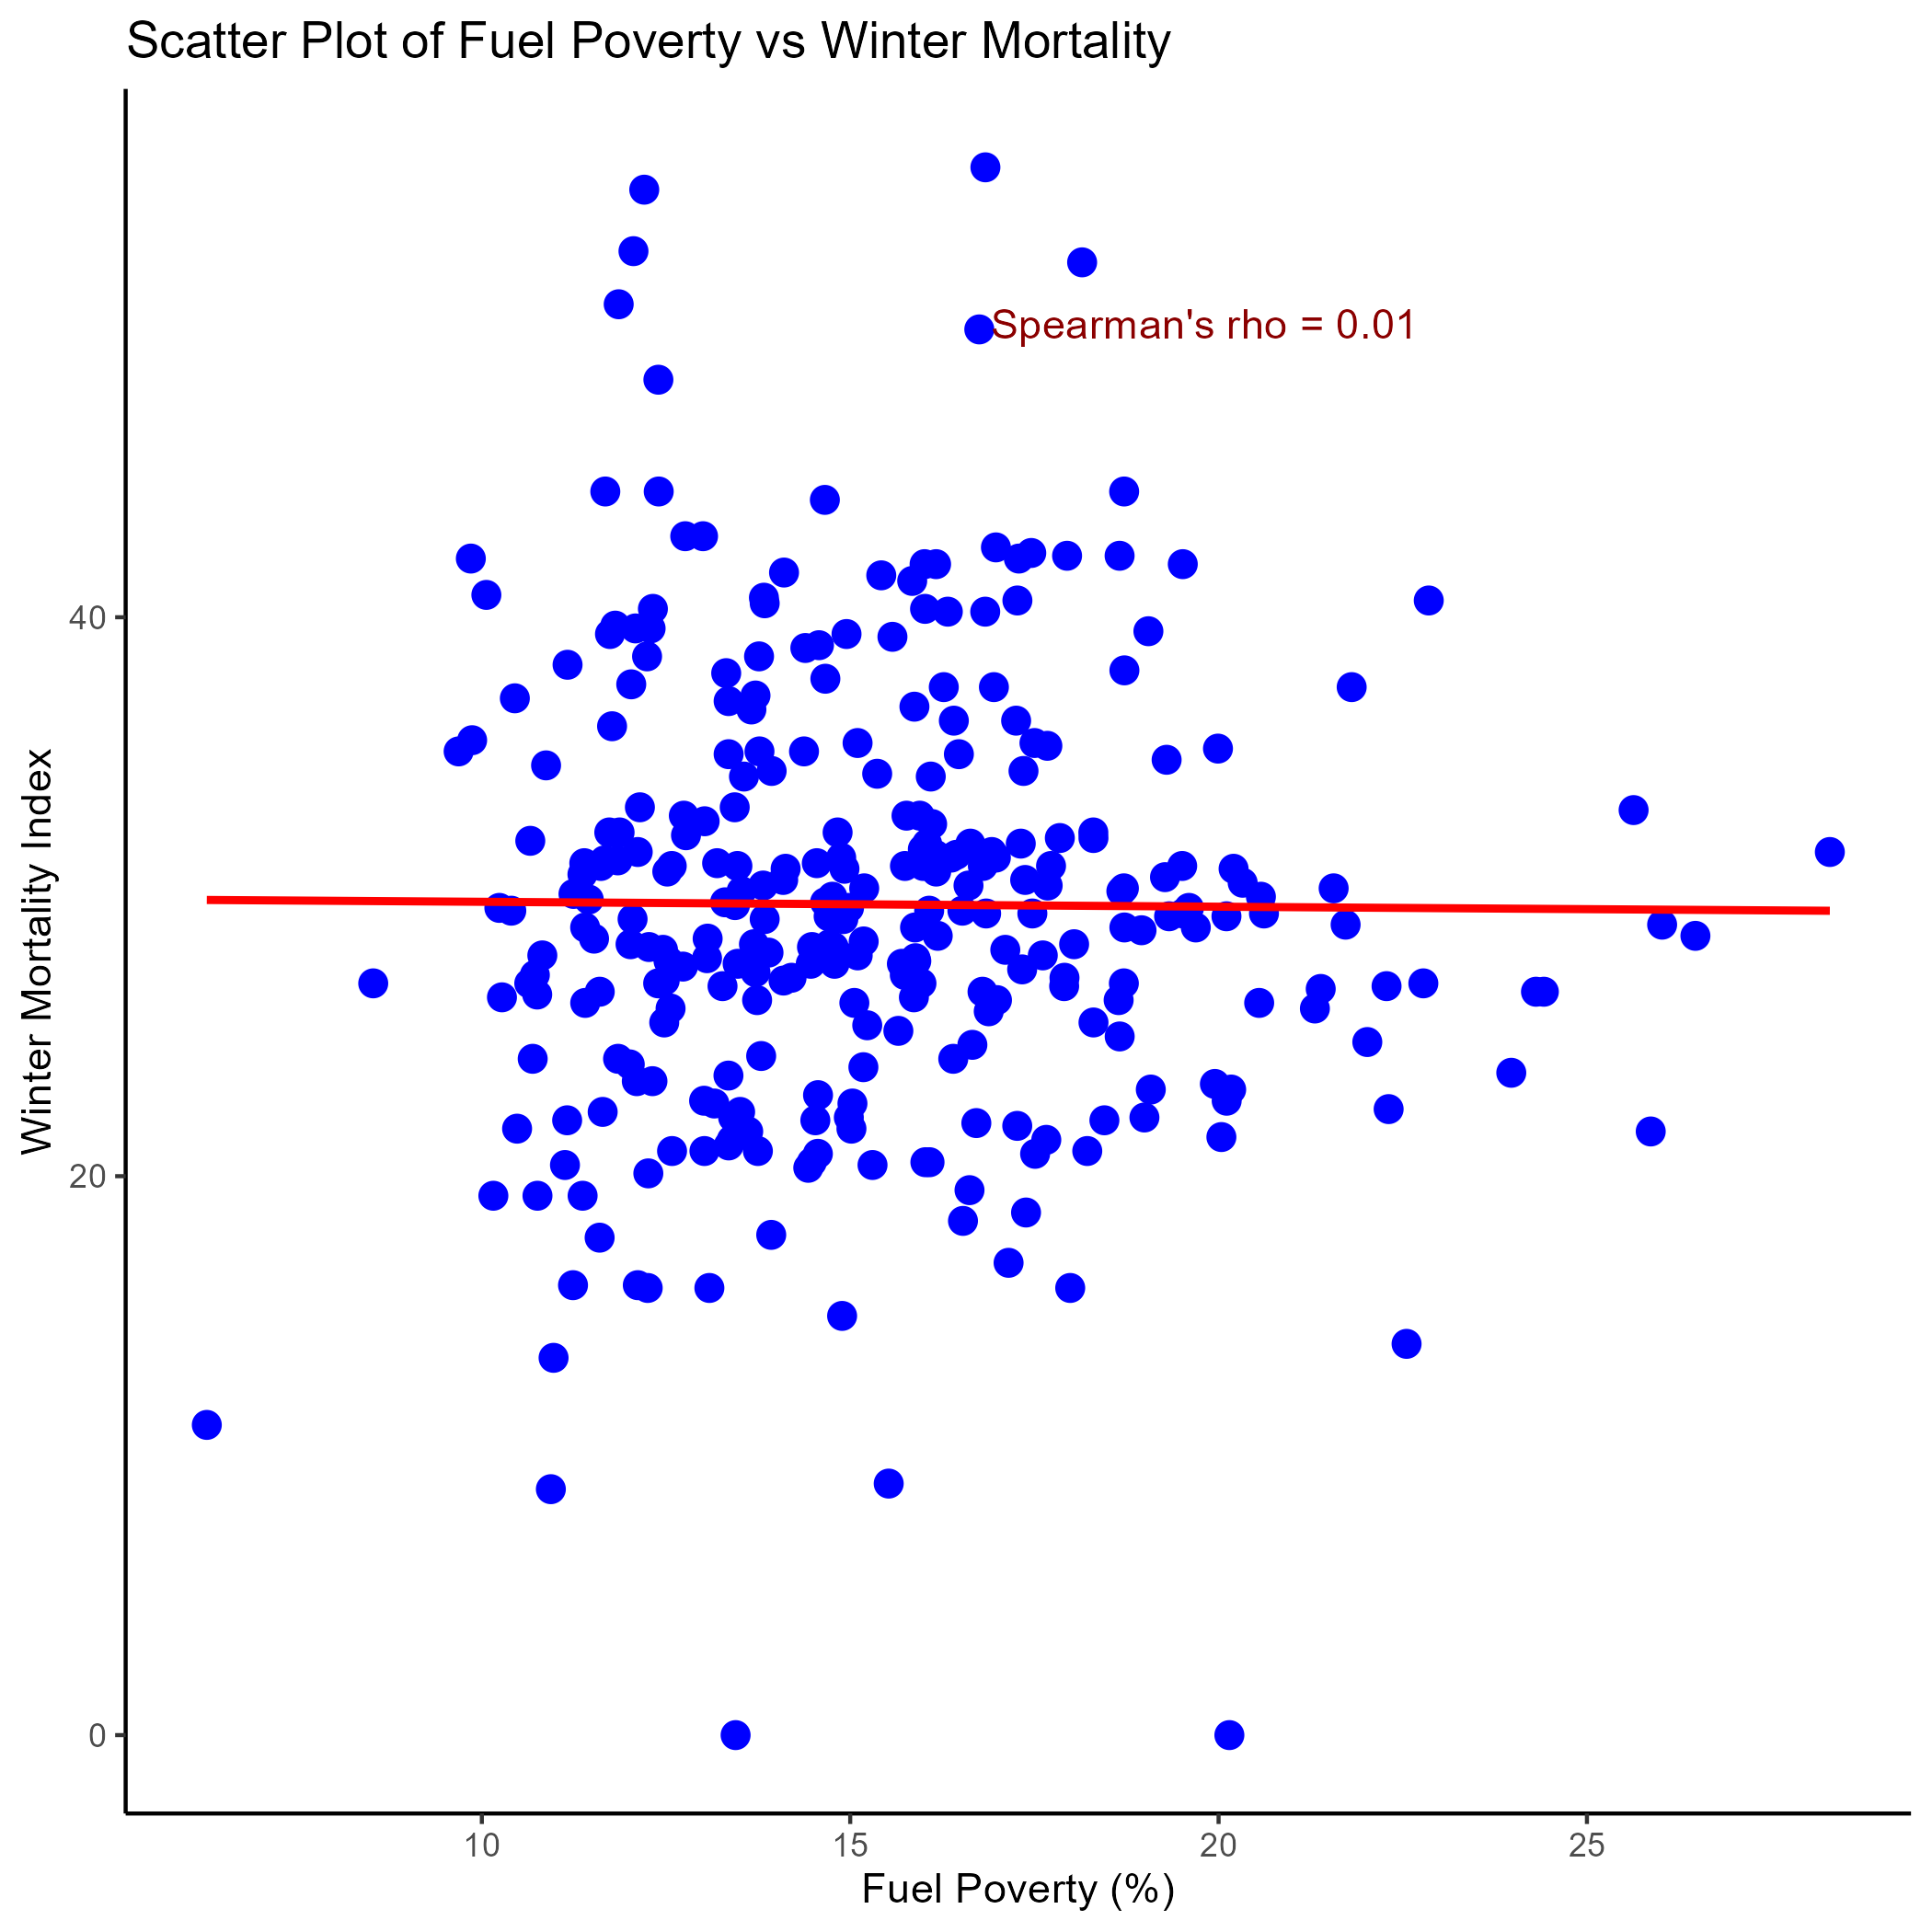 Scatter Plot of Fuel Poverty vs Winter Mortality
Spearman's rho = 0.01
Winter Mortality Index
40
20
0
10
15
20
25
Fuel Poverty (%)